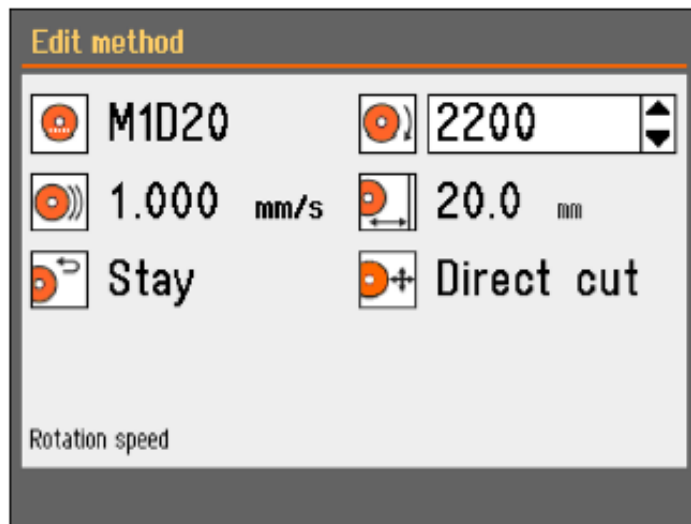 Edit method
M1D20 2200
1.000 mm/s 20.0 mm
Stay Direct cut
Rotation speed